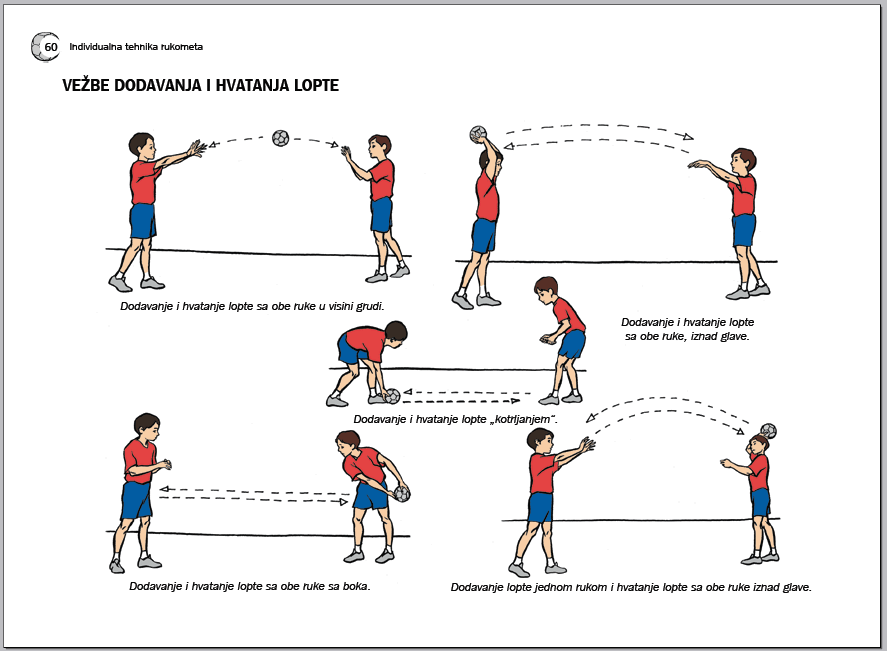 60 Individualna tehnika rukometa
VEŽBE DODAVANJA I HVATANJA LOPTE
Dodavanje i hvatanje lopte sa obe ruke u visini grudi.
Dodavanje i hvatanje lopte
sa obe ruke, iznad glave.
Dodavanje i hvatanje lopte „kotrljanjem“.
Dodavanje i hvatanje lopte sa obe ruke sa boka.
Dodavanje lopte jednom rukom i hvatanje lopte sa obe ruke iznad glave.